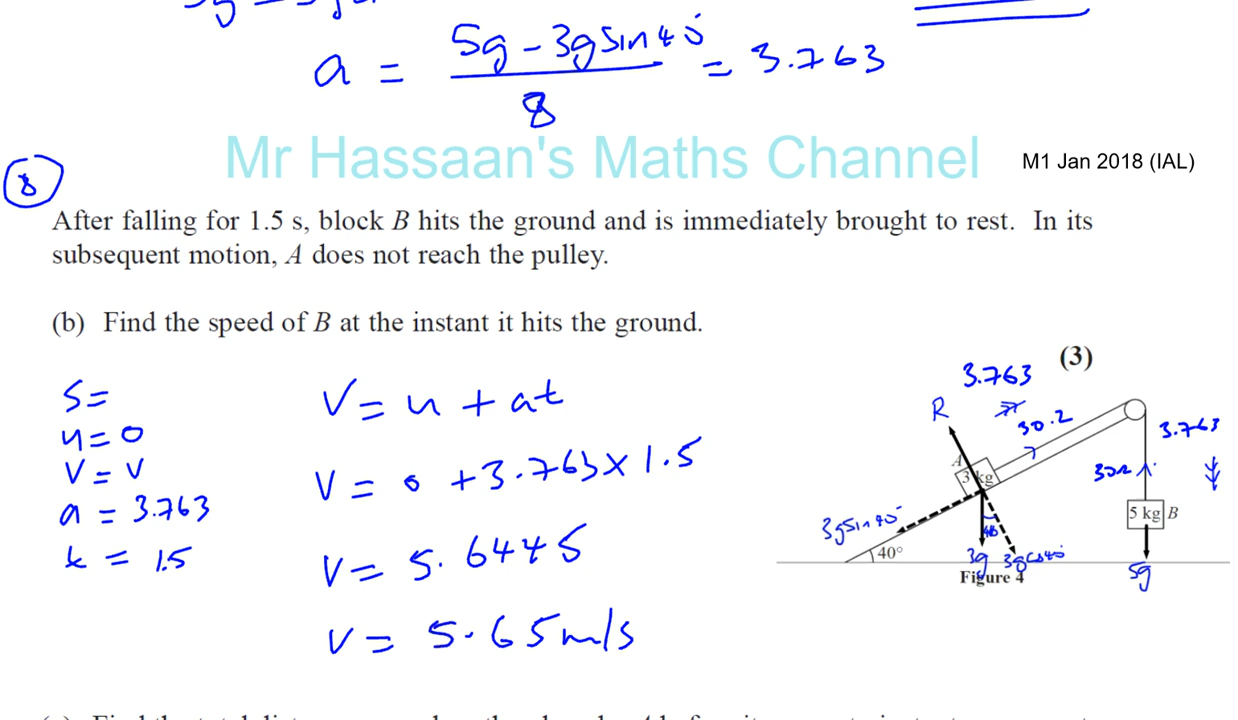 a = 5g - 3g sin 40° / 8 = 3.763
Mr Hassaan's Maths Channel
M1 Jan 2018 (IAL)
8
After falling for 1.5 s, block B hits the ground and is immediately brought to rest. In its
subsequent motion, A does not reach the pulley.
(b) Find the speed of B at the instant it hits the ground.
(3)
s =
u = 0
v = v
a = 3.763
t = 1.5
v = u + at
v = 0 + 3.763 × 1.5
v = 5.6445
v = 5.65 m/s
3.763
R
30.2
3.763
A
3 kg
30.2
5 kg B
3g sin 40°
40°
40
3g
3g cos 40°
5g
Figure 4